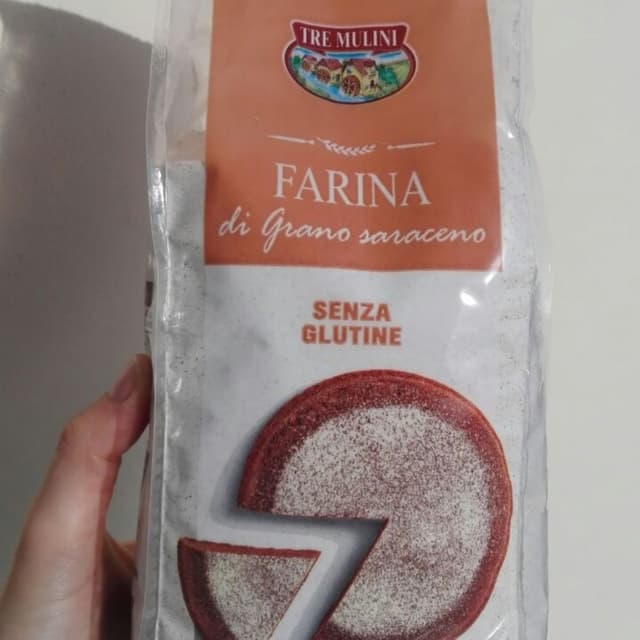 TRE MULINI
FARINA
di Grano saraceno
SENZA
GLUTINE